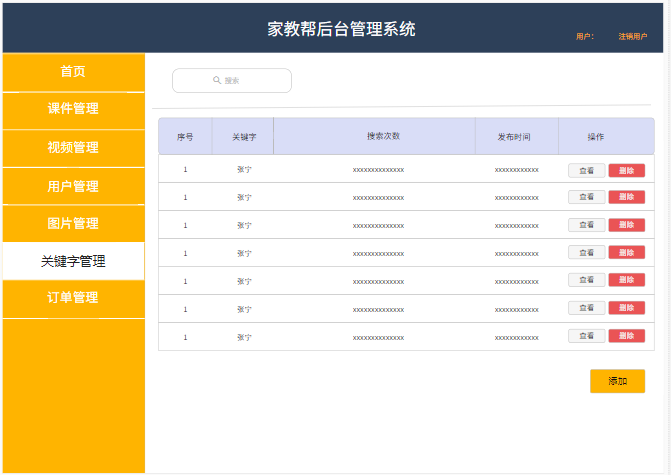 家教帮后台管理系统
用户： 注销用户
首页
课件管理
视频管理
用户管理
图片管理
关键字管理
订单管理
搜索
序号 关键字 搜索次数 发布时间 操作
1 张宁 xxxxxxxxxxxxxx xxxxxxxxxxxx 查看 删除
1 张宁 xxxxxxxxxxxxxx xxxxxxxxxxxx 查看 删除
1 张宁 xxxxxxxxxxxxxx xxxxxxxxxxxx 查看 删除
1 张宁 xxxxxxxxxxxxxx xxxxxxxxxxxx 查看 删除
1 张宁 xxxxxxxxxxxxxx xxxxxxxxxxxx 查看 删除
1 张宁 xxxxxxxxxxxxxx xxxxxxxxxxxx 查看 删除
1 张宁 xxxxxxxxxxxxxx xxxxxxxxxxxx 查看 删除
添加